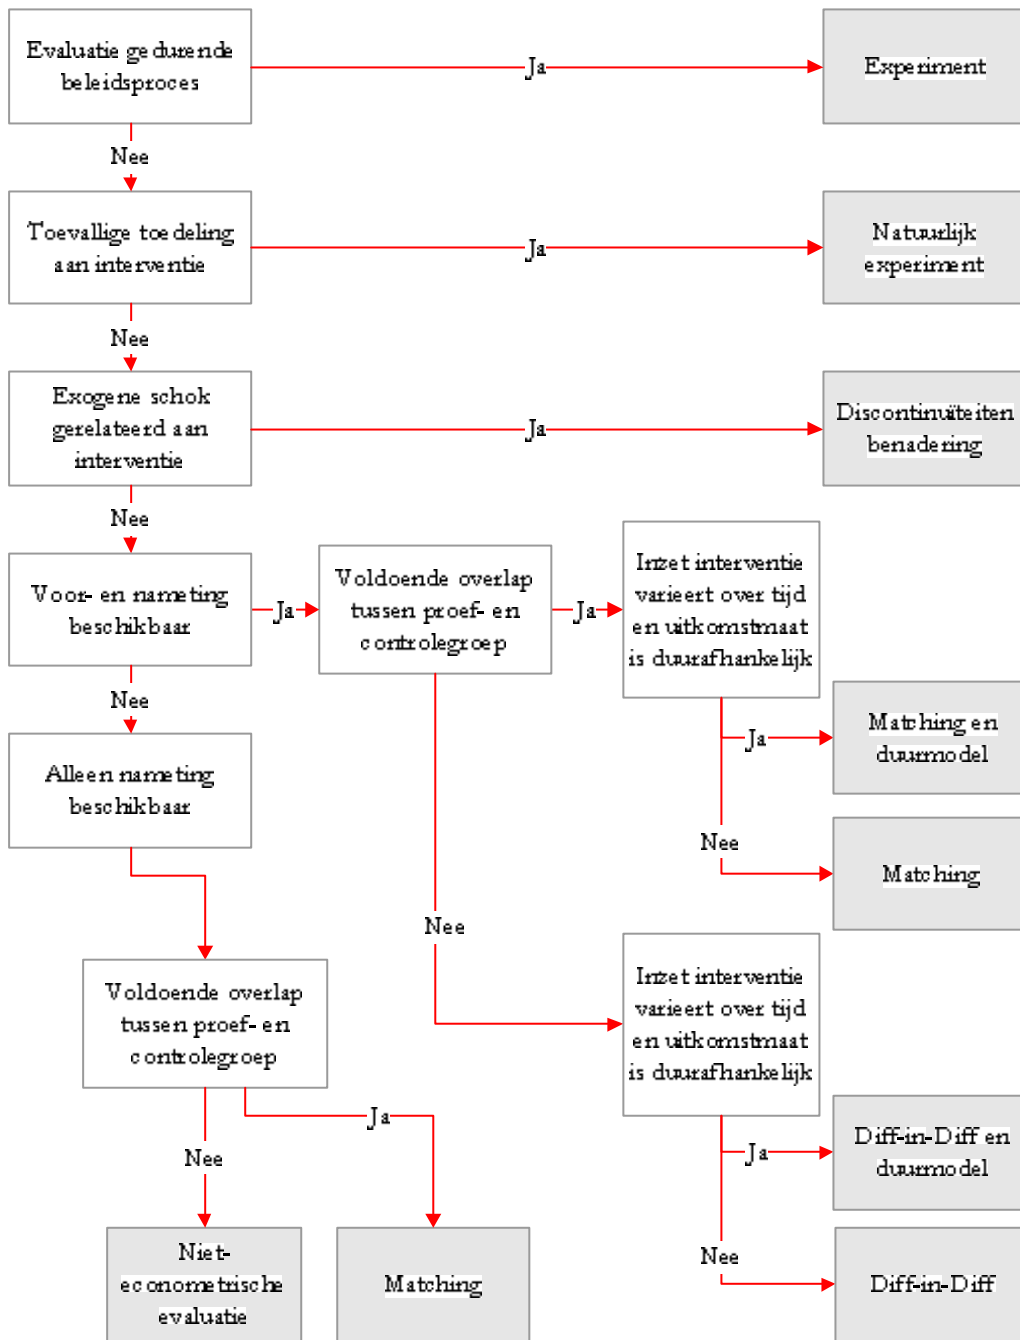 Evaluatie gedurende
beleidsproces
Ja
Experiment
Nee
Toevallige toedeling
aan interventie
Ja
Natuurlijk
experiment
Nee
Exogene schok
gerelateerd aan
interventie
Ja
Discontinuïteiten
benadering
Nee
Voor- en nameting
beschikbaar
Ja
Voldoende overlap
tussen proef- en
controlegroep
Ja
Inzet interventie
varieert over tijd
en uitkomstmaat
is duurafhankelijk
Ja
Matching en
duurmodel
Nee
Matching
Nee
Alleen nameting
beschikbaar
Nee
Inzet interventie
varieert over tijd
en uitkomstmaat
is duurafhankelijk
Ja
Diff-in-Diff en
duurmodel
Nee
Diff-in-Diff
Voldoende overlap
tussen proef- en
controlegroep
Ja
Nee
Niet-
econometrische
evaluatie
Matching